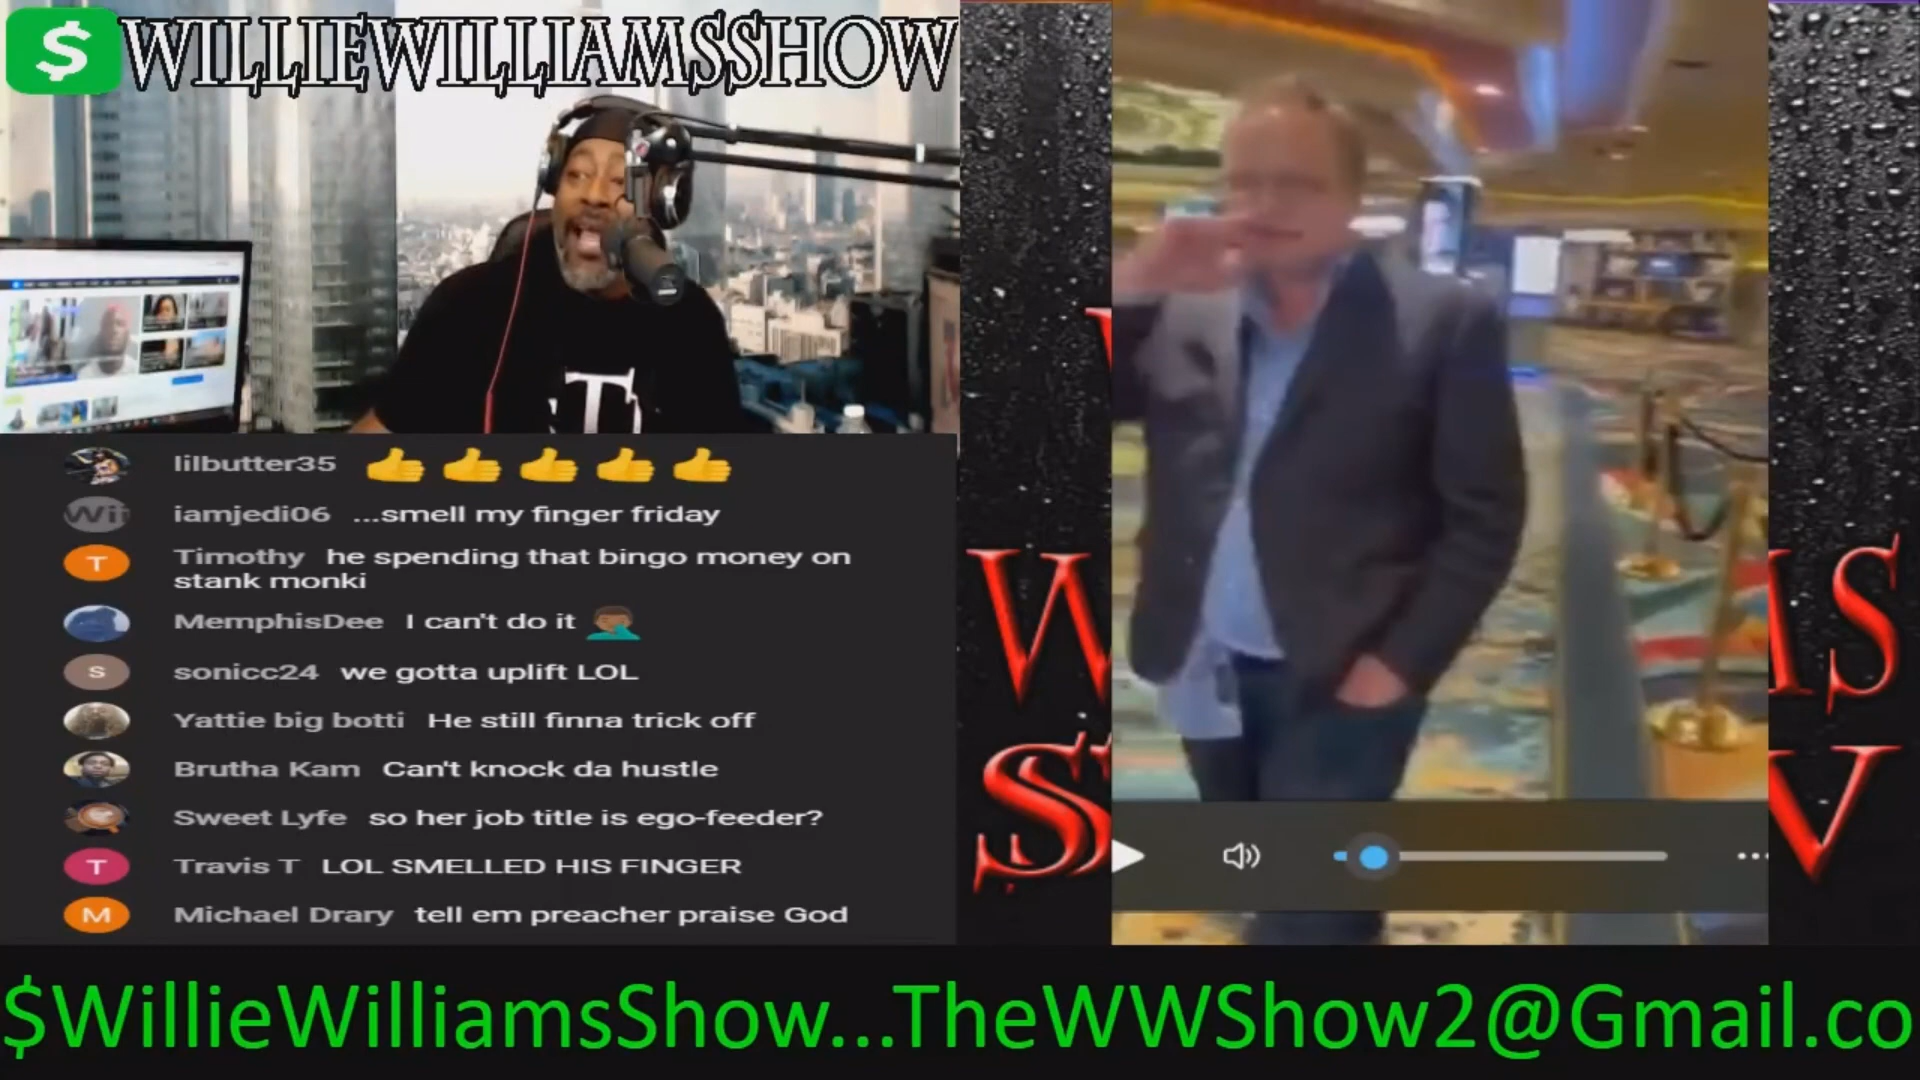 $ WILLIEWILLIAMSSHOW
lilbutter35 👍👍👍👍👍
iamjedi06 ...smell my finger friday
Timothy he spending that bingo money on
stank monki
MemphisDee I can't do it 🤦🏾‍♂️
sonicc24 we gotta uplift LOL
Yattie big botti He still finna trick off
Brutha Kam Can't knock da hustle
Sweet Lyfe so her job title is ego-feeder?
Travis T LOL SMELLED HIS FINGER
Michael Drary tell em preacher praise God
$WillieWilliamsShow...TheWWShow2@Gmail.co